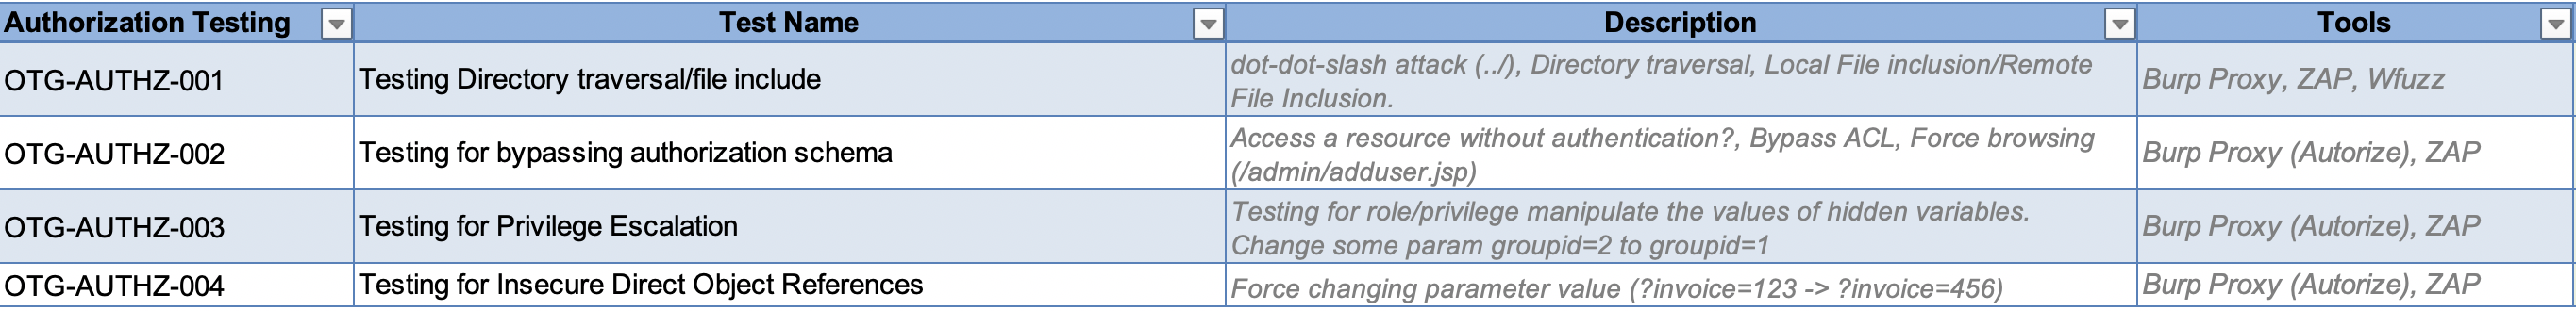 Authorization Testing Test Name Description Tools
OTG-AUTHZ-001 Testing Directory traversal/file include dot-dot-slash attack (../), Directory traversal, Local File inclusion/Remote Burp Proxy, ZAP, Wfuzz
File Inclusion.
OTG-AUTHZ-002 Testing for bypassing authorization schema Access a resource without authentication?, Bypass ACL, Force browsing Burp Proxy (Autorize), ZAP
(/admin/adduser.jsp)
OTG-AUTHZ-003 Testing for Privilege Escalation Testing for role/privilege manipulate the values of hidden variables. Burp Proxy (Autorize), ZAP
Change some param groupid=2 to groupid=1
OTG-AUTHZ-004 Testing for Insecure Direct Object References Force changing parameter value (?invoice=123 -> ?invoice=456) Burp Proxy (Autorize), ZAP